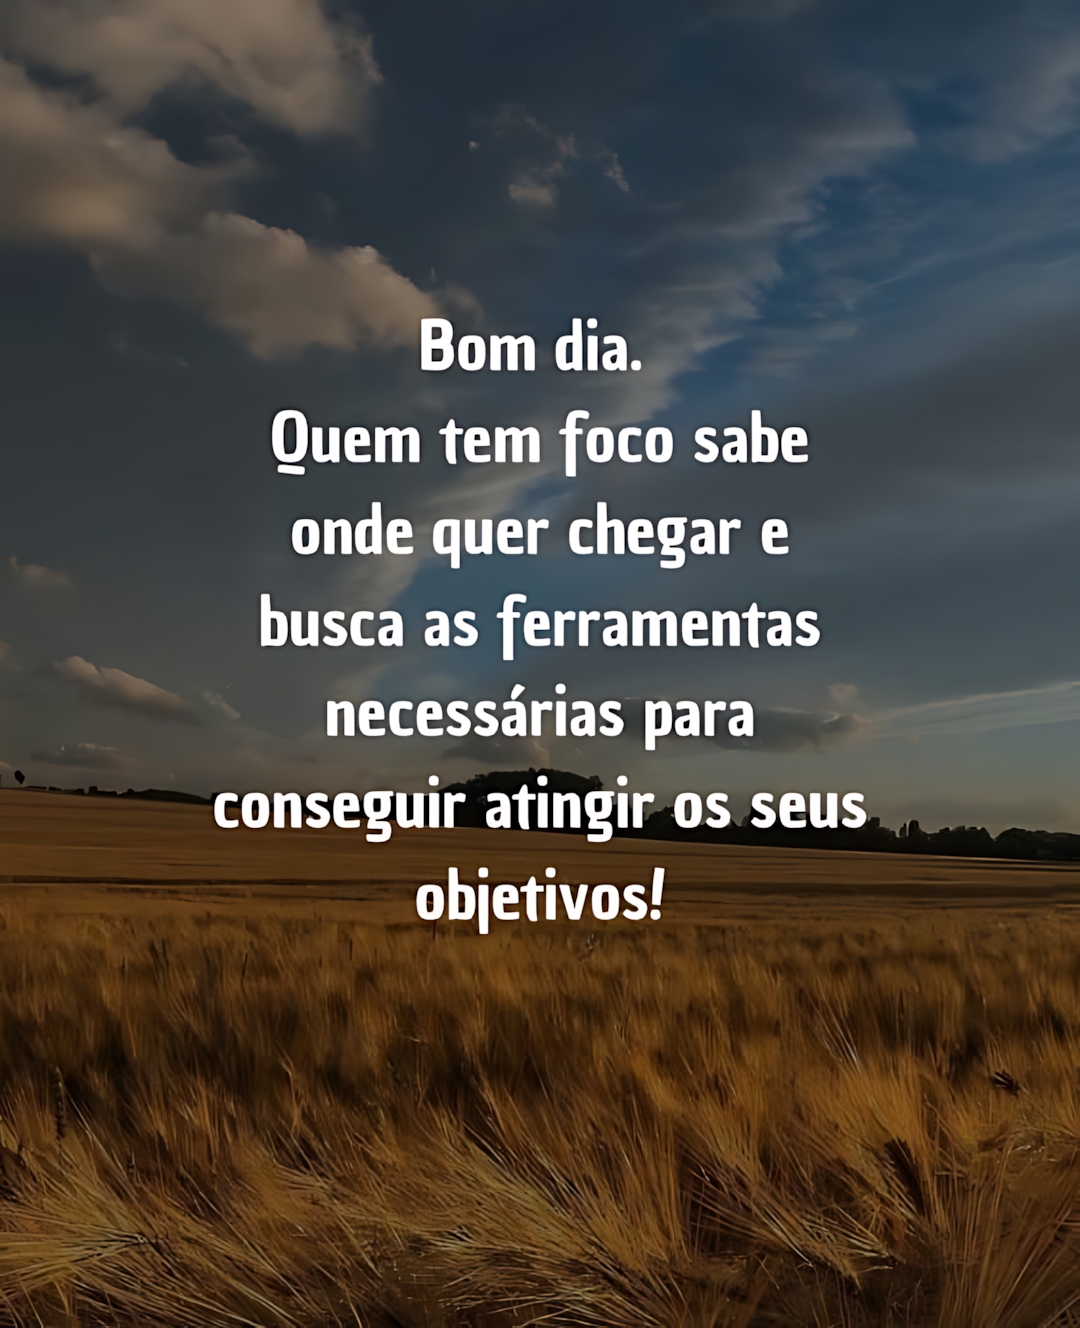 Bom dia.
Quem tem foco sabe
onde quer chegar e
busca as ferramentas
necessárias para
conseguir atingir os seus
objetivos!